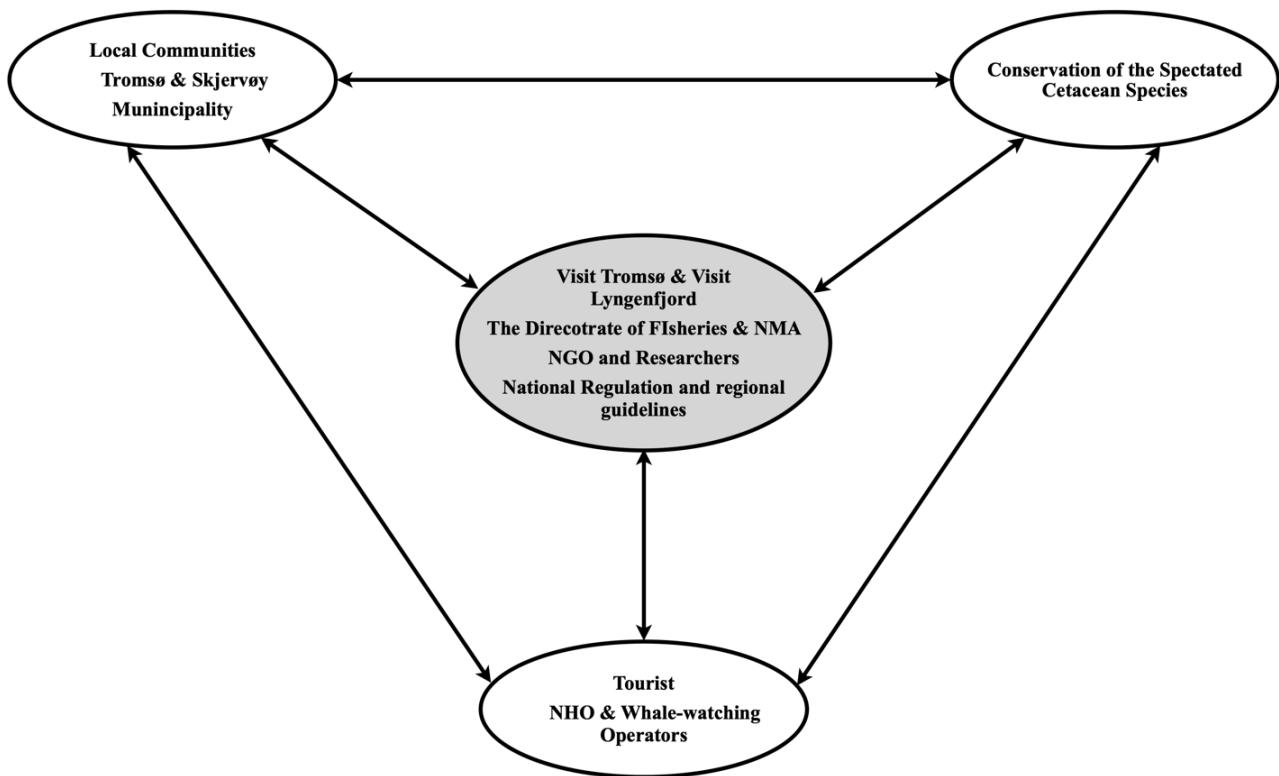 Local Communities
Tromsø & Skjervøy
Munincipality
Conservation of the Spectated
Cetacean Species
Visit Tromsø & Visit
Lyngenfjord
The Direcotrate of FIsheries & NMA
NGO and Researchers
National Regulation and regional
guidelines
Tourist
NHO & Whale-watching
Operators